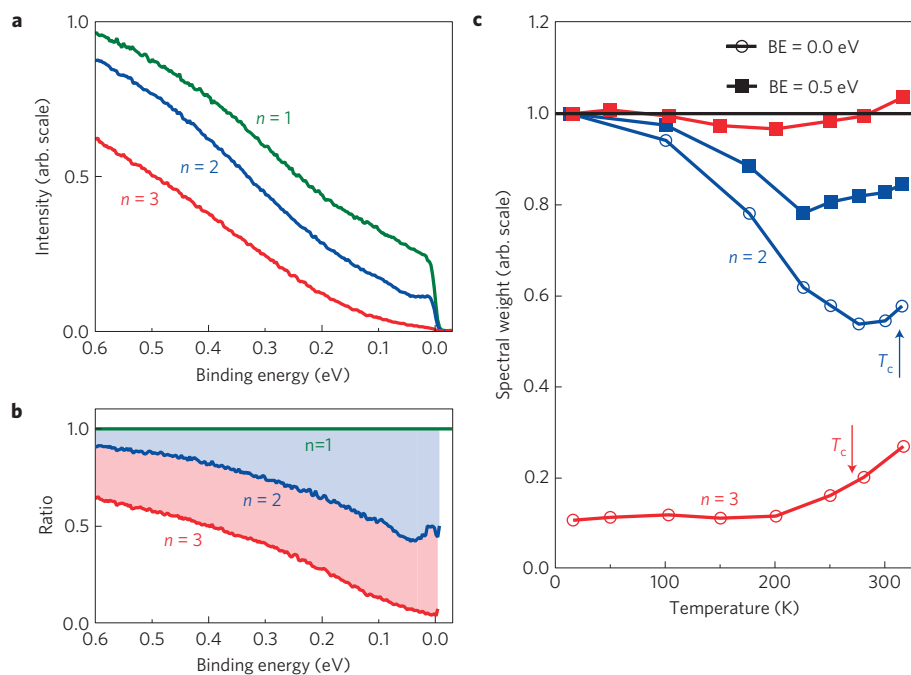 a
1.0
0.5
0.0
Intensity (arb. scale)
n = 1
n = 2
n = 3
0.6 0.5 0.4 0.3 0.2 0.1 0.0
Binding energy (eV)
b
1.0
0.5
0.0
Ratio
n=1
n = 2
n = 3
0.6 0.5 0.4 0.3 0.2 0.1 0.0
Binding energy (eV)
c
1.2
1.0
0.8
0.6
0.4
0.2
0.0
Spectral weight (arb. scale)
BE = 0.0 eV
BE = 0.5 eV
n = 2
Tc
Tc
n = 3
0 100 200 300
Temperature (K)